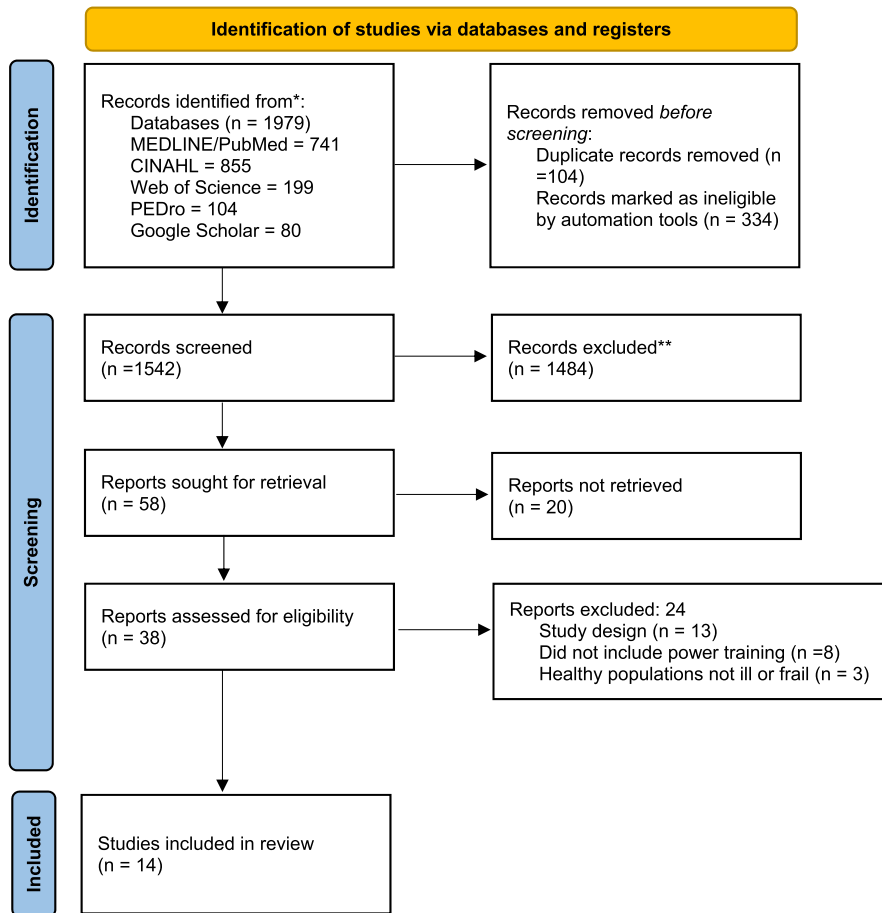 Identification of studies via databases and registers
Identification
Records identified from*:
Databases (n = 1979)
MEDLINE/PubMed = 741
CINAHL = 855
Web of Science = 199
PEDro = 104
Google Scholar = 80
Records removed before
screening:
Duplicate records removed (n
=104)
Records marked as ineligible
by automation tools (n = 334)
Screening
Records screened
(n =1542)
Records excluded**
(n = 1484)
Reports sought for retrieval
(n = 58)
Reports not retrieved
(n = 20)
Reports assessed for eligibility
(n = 38)
Reports excluded: 24
Study design (n = 13)
Did not include power training (n =8)
Healthy populations not ill or frail (n = 3)
Included
Studies included in review
(n = 14)